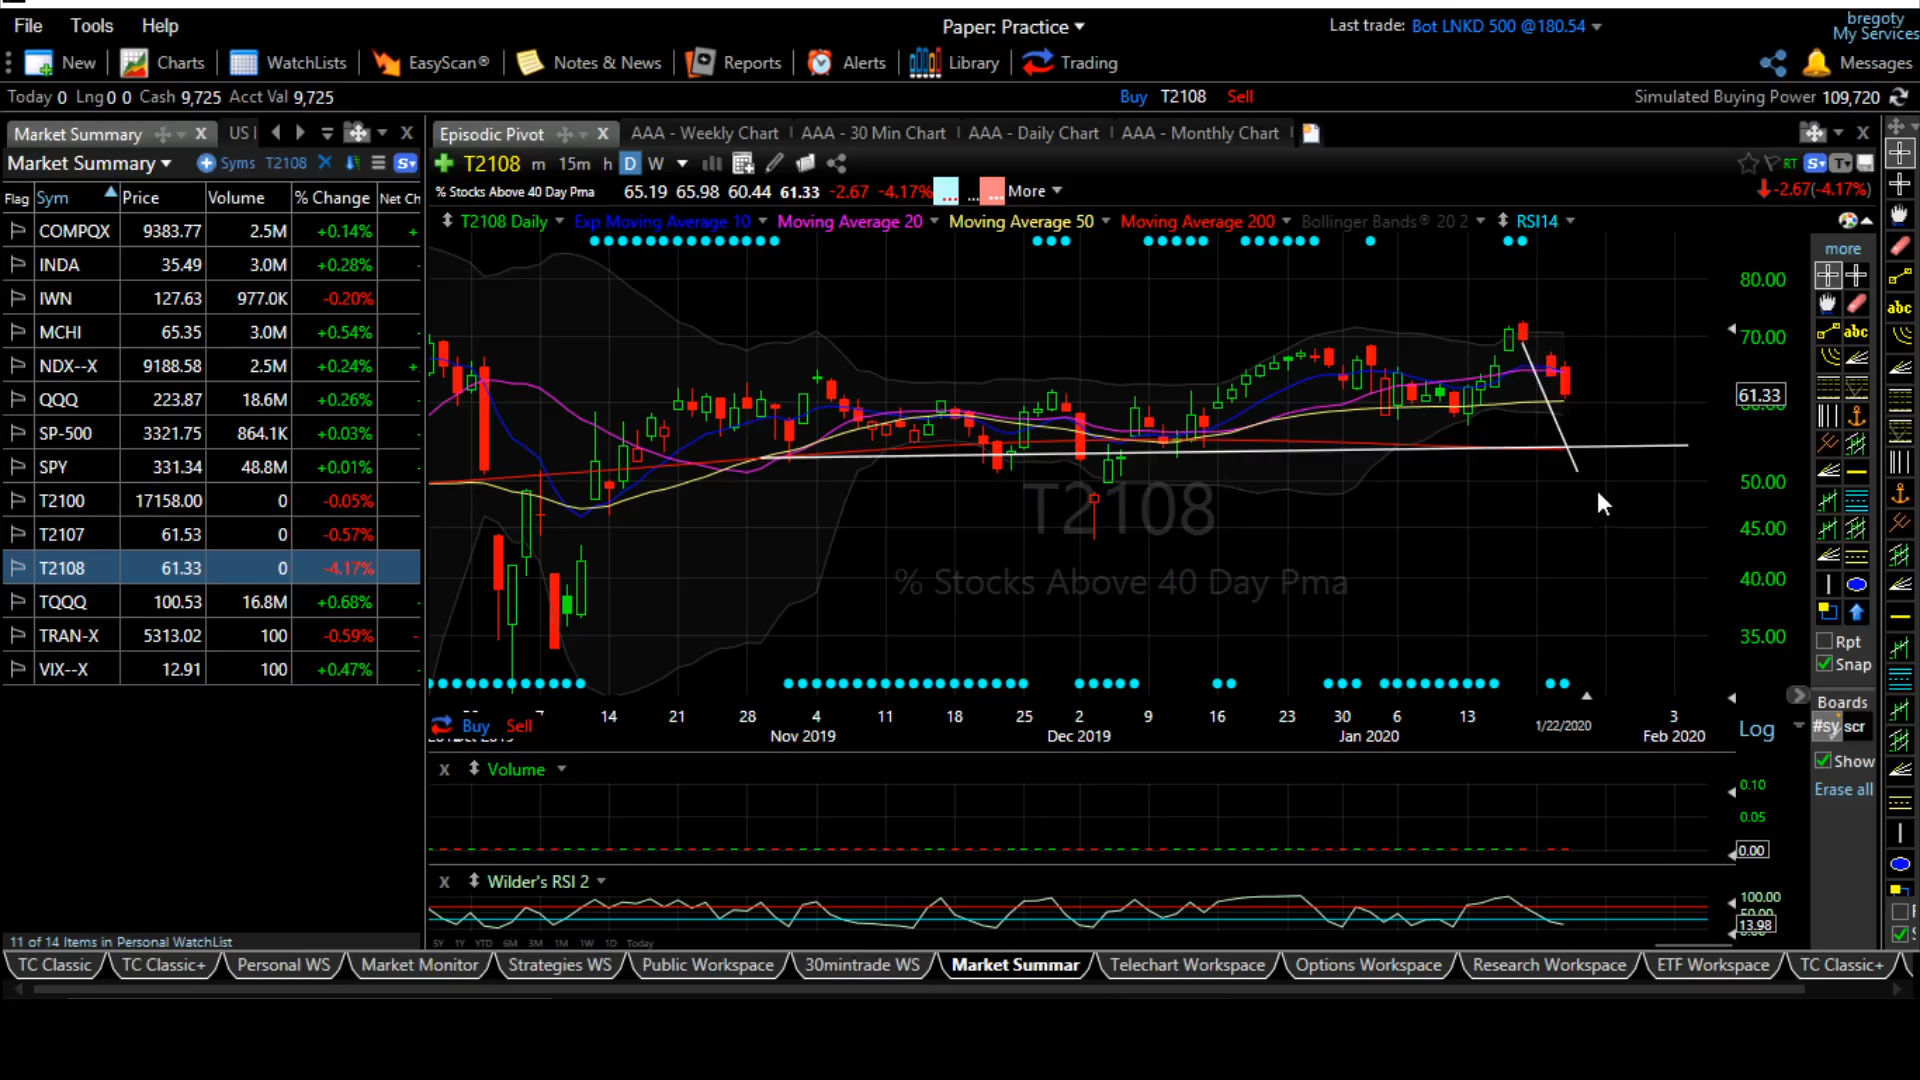 File Tools Help Paper: Practice Last trade: Bot LNKD 500 @180.54 bregoty
My Services
New Charts WatchLists EasyScan® Notes & News Reports Alerts Library Trading Messages
Today 0 Lng 0 0 Cash 9,725 Acct Val 9,725 Buy T2108 Sell Simulated Buying Power 109,720
Market Summary X US I X Episodic Pivot X AAA - Weekly Chart AAA - 30 Min Chart AAA - Daily Chart AAA - Monthly Chart X
Market Summary Syms T2108 X S T2108 m 15m h D W RT S T
% Stocks Above 40 Day Pma 65.19 65.98 60.44 61.33 -2.67 -4.17% ... ... More -2.67(-4.17%)
Flag Sym Price Volume % Change Net Ch
T2108 Daily Exp Moving Average 10 Moving Average 20 Moving Average 50 Moving Average 200 Bollinger Bands® 20 2 RSI14
COMPQX 9383.77 2.5M +0.14% +
INDA 35.49 3.0M +0.28% -
IWN 127.63 977.0K -0.20%
MCHI 65.35 3.0M +0.54% -
NDX--X 9188.58 2.5M +0.24% +
QQQ 223.87 18.6M +0.26% -
SP-500 3321.75 864.1K +0.03% -
SPY 331.34 48.8M +0.01% -
T2100 17158.00 0 -0.05% -
T2107 61.53 0 -0.57% -
T2108 61.33 0 -4.17% -
TQQQ 100.53 16.8M +0.68% -
TRAN-X 5313.02 100 -0.59% -
VIX--X 12.91 100 +0.47% -
80.00
70.00
61.33
50.00
45.00
40.00
35.00
T2108
% Stocks Above 40 Day Pma
more
abc
abc
Rpt
Snap
Boards
#sy scr
Show
Erase all
Buy Sell
7 14 21 28 4 11 18 25 2 9 16 23 30 6 13 1/22/2020 3
Nov 2019 Dec 2019 Jan 2020 Feb 2020
Log
X Volume
0.10
0.05
0.00
X Wilder's RSI 2
100.00
13.98
5Y 1Y YTD 6M 3M 1M 1W 1D Today
11 of 14 Items in Personal WatchList
TC Classic TC Classic+ Personal WS Market Monitor Strategies WS Public Workspace 30mintrade WS Market Summar Telechart Workspace Options Workspace Research Workspace ETF Workspace TC Classic+